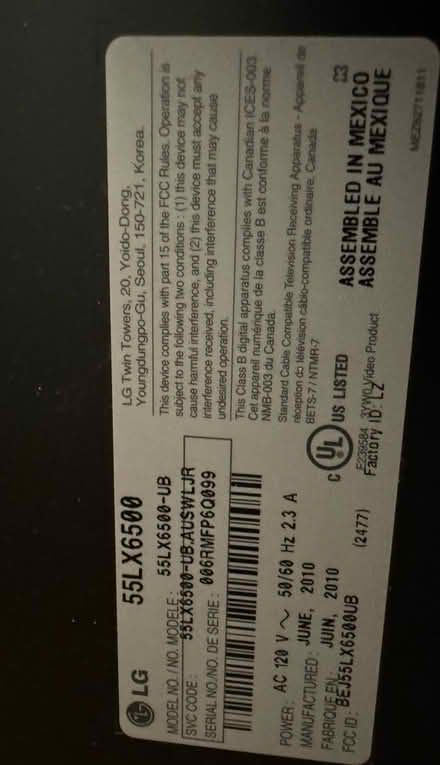 LG 55LX6500
MODEL NO. / NO. MODÈLE : 55LX6500-UB
SVC CODE : 55LX6500-UB.AUSWLJR
SERIAL NO./NO. DE SERIE : 006RMFP6Q099
POWER : AC 120 V ~ 50/60 Hz 2.3 A
MANUFACTURED : JUNE, 2010
FABRIQUE EN : JUIN, 2010
FCC ID : BEJ55LX6500UB (2477)
LG Twin Towers, 20, Yoido-Dong,
Youngdungpo-Gu, Seoul, 150-721, Korea.
This device complies with part 15 of the FCC Rules. Operation is
subject to the following two conditions : (1) this device may not
cause harmful interference, and (2) this device must accept any
interference received, including interference that may cause
undesired operation.
This Class B digital apparatus complies with Canadian ICES-003.
Cet appareil numérique de la classe B est conforme à la norme
NMB-003 du Canada.
Standard Cable Compatible Television Receiving Apparatus - Appareil de
réception de télévision câblo-compatible ordinaire, Canada
BETS-7 / NTMR-7
C UL US LISTED
E239584 3YW0 Video Product
Factory ID: LZ
ASSEMBLED IN MEXICO
ASSEMBLE AU MEXIQUE